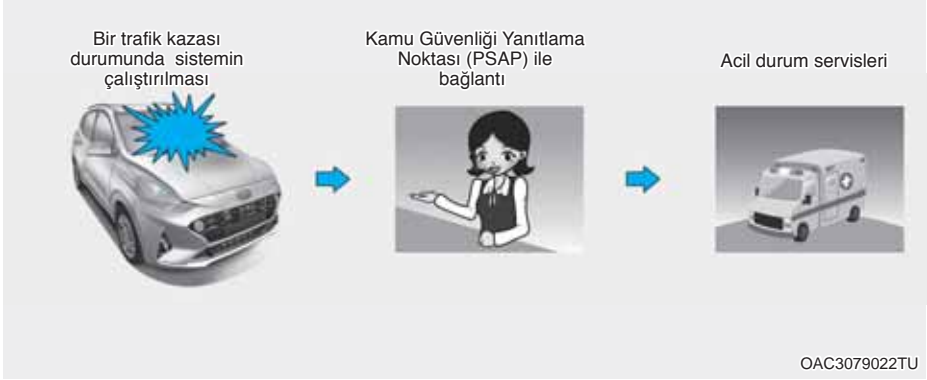 Bir trafik kazası
durumunda sistemin
çalıştırılması
Kamu Güvenliği Yanıtlama
Noktası (PSAP) ile
bağlantı
Acil durum servisleri
OAC3079022TU